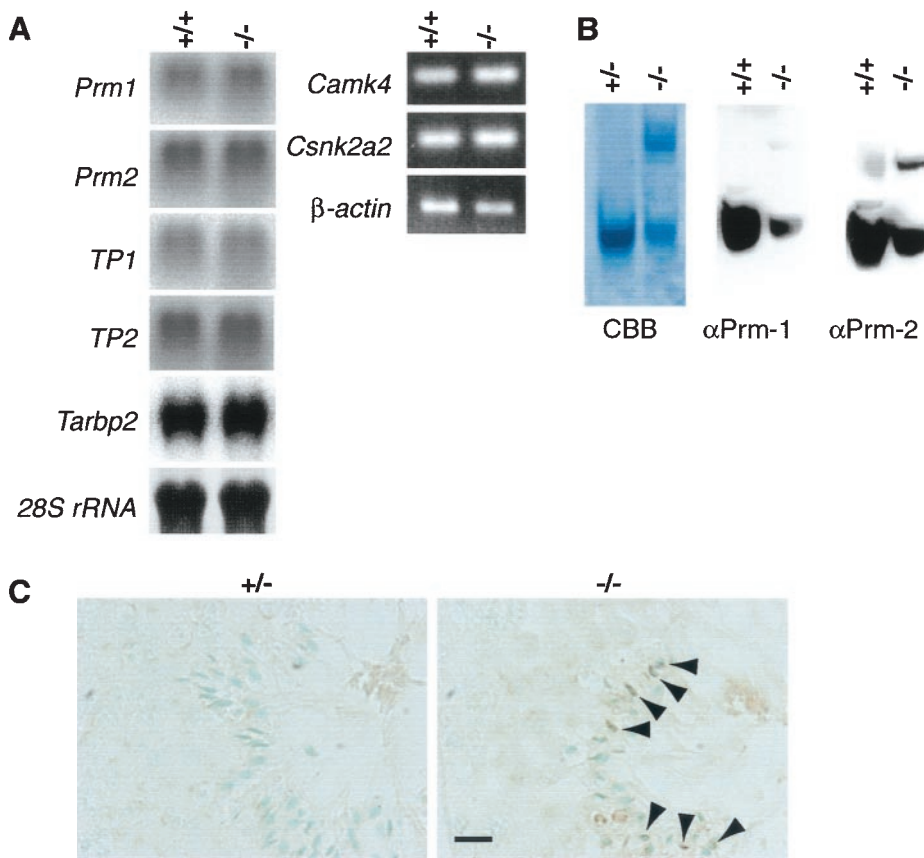 A
+/+ -/-
Prm1
Prm2
TP1
TP2
Tarbp2
28S rRNA
+/+ -/-
Camk4
Csnk2a2
β-actin
B
+/- -/- +/+ -/- +/+ -/-
CBB αPrm-1 αPrm-2
C
+/- -/-